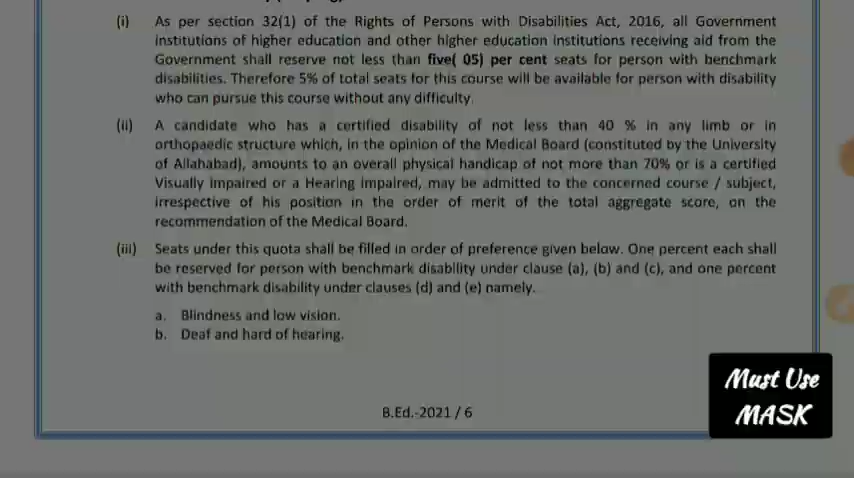 (i) As per section 32(1) of the Rights of Persons with Disabilities Act, 2016, all Government
institutions of higher education and other higher education institutions receiving aid from the
Government shall reserve not less than five( 05) per cent seats for person with benchmark
disabilities. Therefore 5% of total seats for this course will be available for person with disability
who can pursue this course without any difficulty.
(ii) A candidate who has a certified disability of not less than 40 % in any limb or in
orthopaedic structure which, in the opinion of the Medical Board (constituted by the University
of Allahabad), amounts to an overall physical handicap of not more than 70% or is a certified
Visually impaired or a Hearing impaired, may be admitted to the concerned course / subject,
irrespective of his position in the order of merit of the total aggregate score, on the
recommendation of the Medical Board.
(iii) Seats under this quota shall be filled in order of preference given below. One percent each shall
be reserved for person with benchmark disability under clause (a), (b) and (c), and one percent
with benchmark disability under clauses (d) and (e) namely.
a. Blindness and low vision.
b. Deaf and hard of hearing.
Must Use
MASK
B.Ed.-2021 / 6